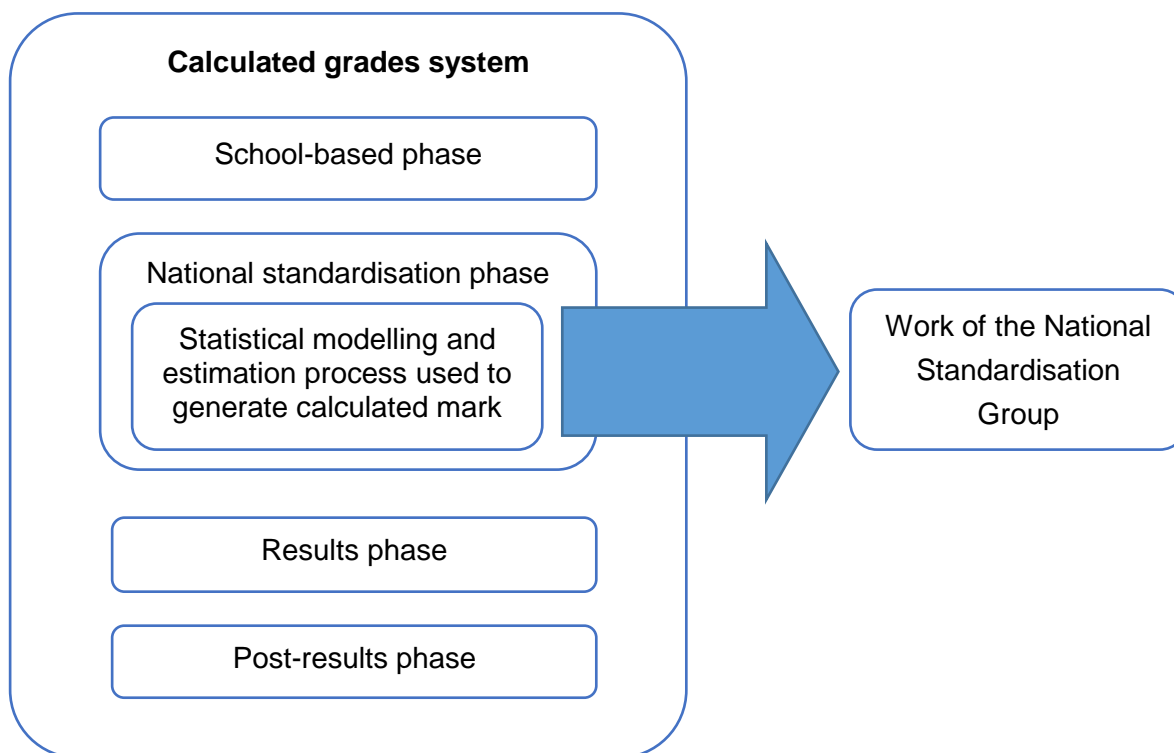 Calculated grades system
School-based phase
National standardisation phase
Statistical modelling and
estimation process used to
generate calculated mark
Work of the National
Standardisation
Group
Results phase
Post-results phase